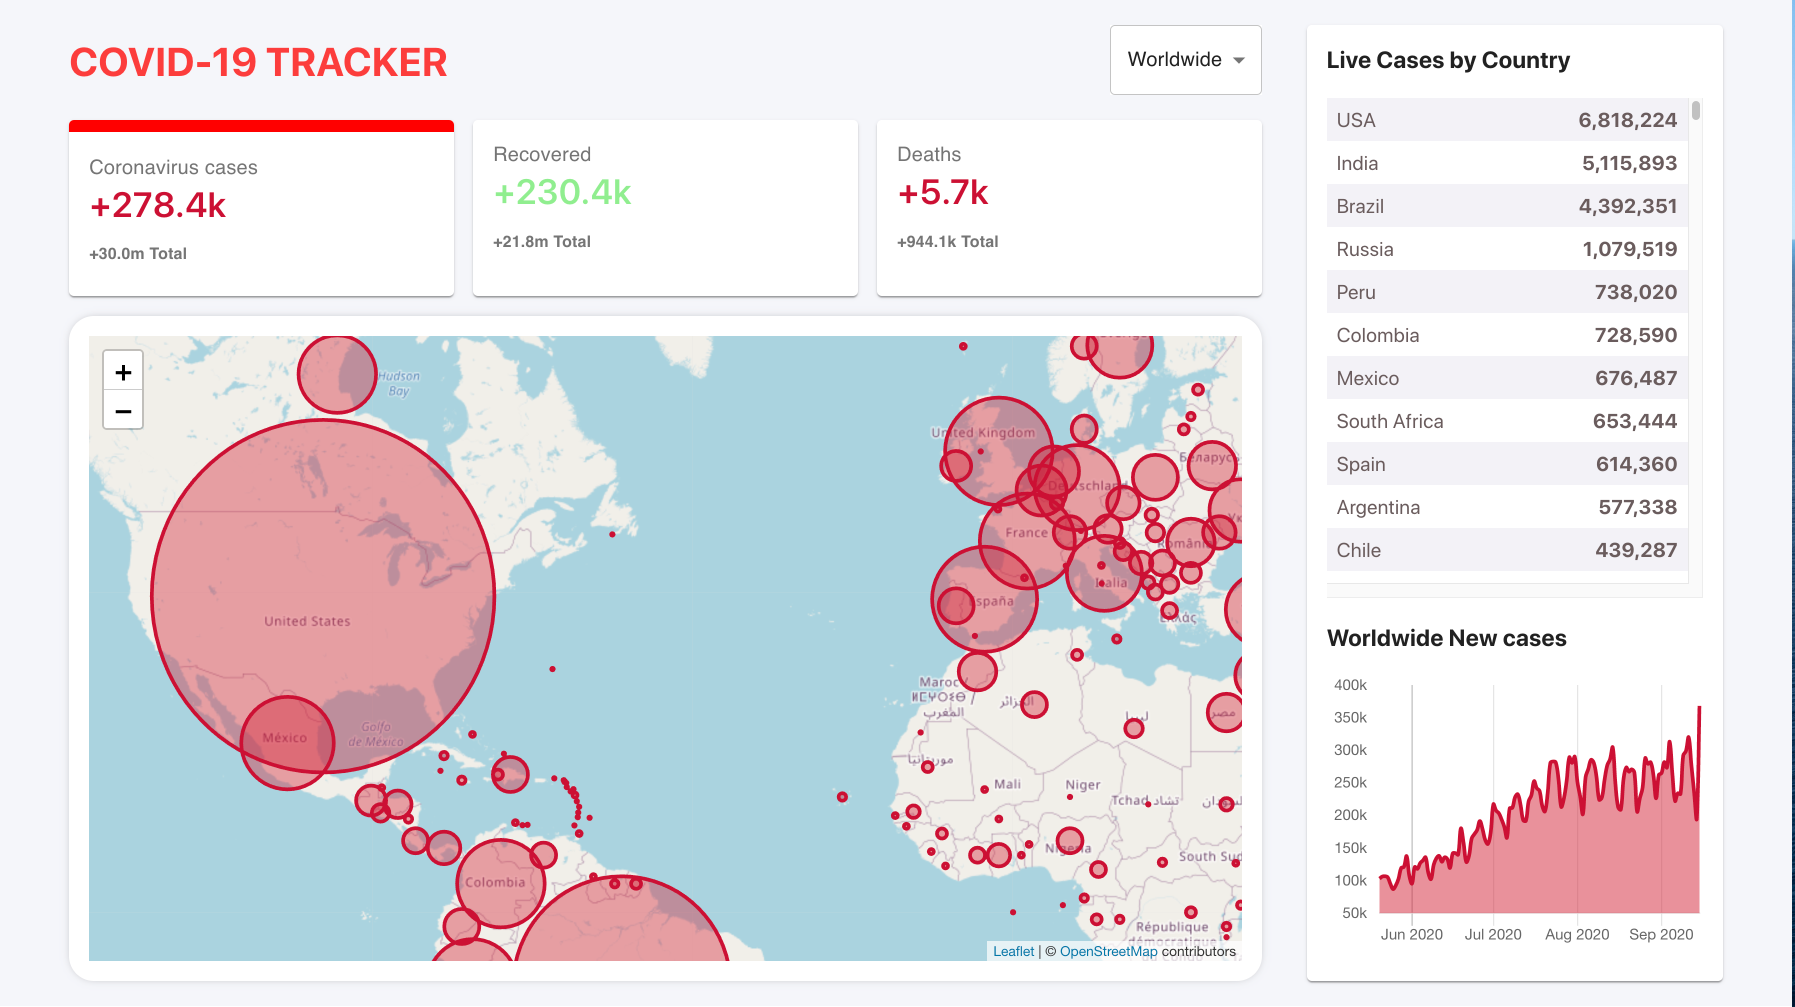 COVID-19 TRACKER
Worldwide
Coronavirus cases
+278.4k
+30.0m Total
Recovered
+230.4k
+21.8m Total
Deaths
+5.7k
+944.1k Total
+
−
Hudson
Bay
United States
México
Golfo
de México
Colombia
United Kingdom
Deutschland
Беларусь
France
România
Italia
España
Ελλάς
Maroc
ⵍⵎⵖⵔⵉⴱ
المغرب
الجزائر
ليبيا
مصر
موريتانيا
Mali
Niger
Tchad تشاد
Nigeria
South Sud
République
démocratique
Leaflet | © OpenStreetMap contributors
Live Cases by Country
USA 6,818,224
India 5,115,893
Brazil 4,392,351
Russia 1,079,519
Peru 738,020
Colombia 728,590
Mexico 676,487
South Africa 653,444
Spain 614,360
Argentina 577,338
Chile 439,287
Worldwide New cases
400k
350k
300k
250k
200k
150k
100k
50k
Jun 2020 Jul 2020 Aug 2020 Sep 2020